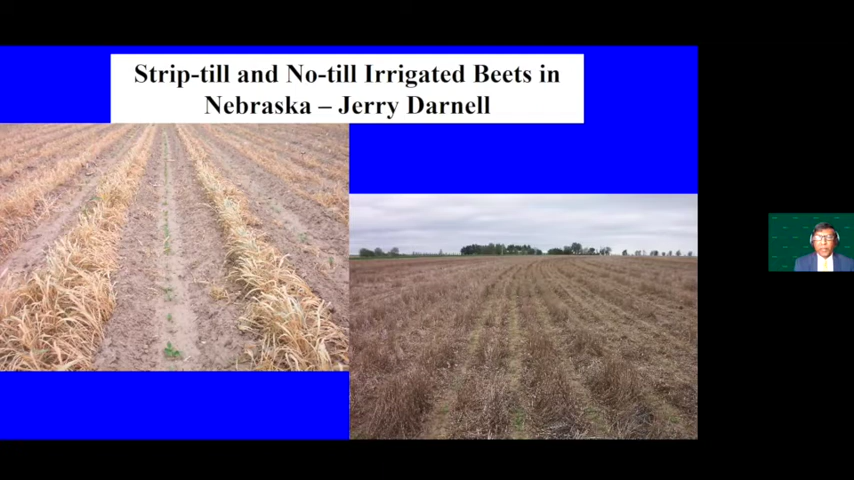 Strip-till and No-till Irrigated Beets in
Nebraska – Jerry Darnell